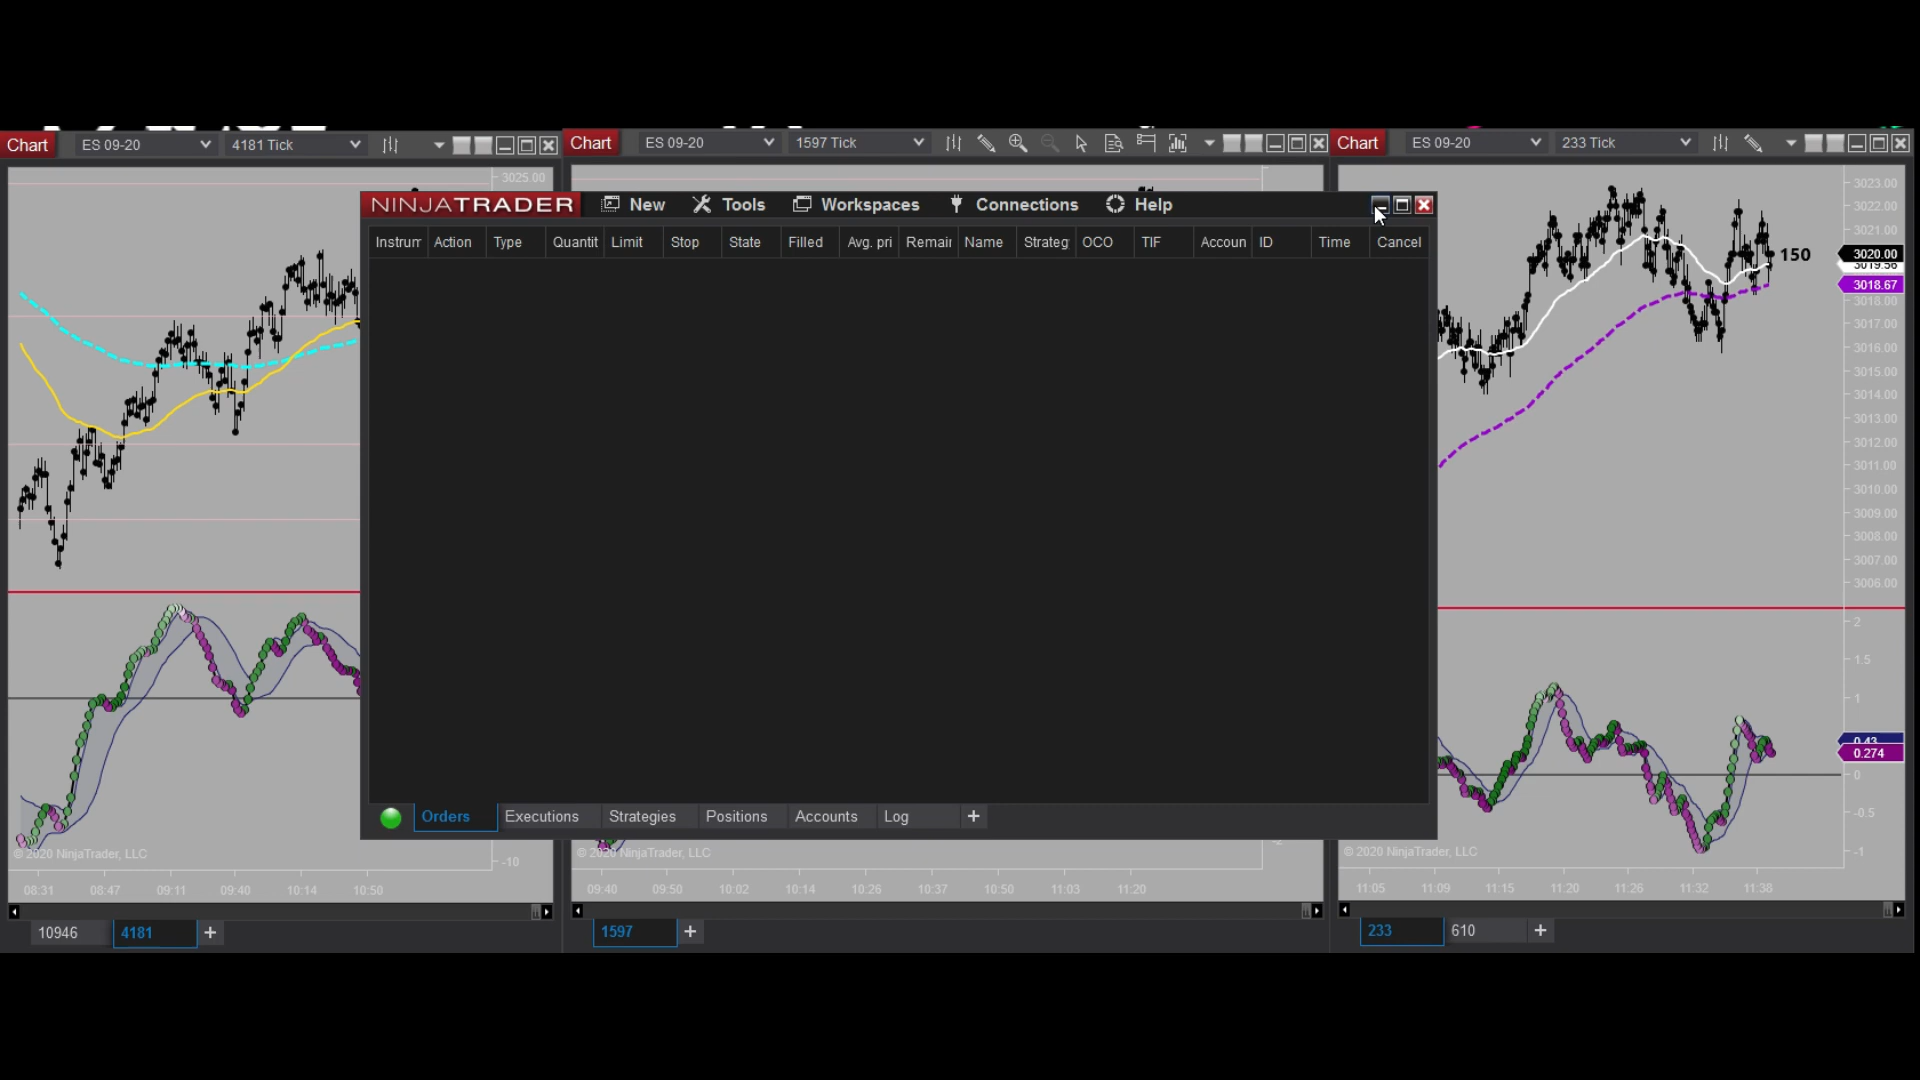 Chart ES 09-20 4181 Tick
Chart ES 09-20 1597 Tick
Chart ES 09-20 233 Tick
3025.00
NINJATRADER New Tools Workspaces Connections Help
Instrum Action Type Quantit Limit Stop State Filled Avg. pri Remain Name Strateg OCO TIF Accoun ID Time Cancel
Orders Executions Strategies Positions Accounts Log +
© 2020 NinjaTrader, LLC
-10
08:31 08:47 09:11 09:40 10:14 10:50
10946 4181 +
© 2020 NinjaTrader, LLC
-2
09:40 09:50 10:02 10:14 10:26 10:37 10:50 11:03 11:20
1597 +
150
3023.00
3022.00
3021.00
3020.00
3019.56
3018.67
3018.00
3017.00
3016.00
3015.00
3014.00
3013.00
3012.00
3011.00
3010.00
3009.00
3008.00
3007.00
3006.00
2
1.5
1
0.43
0.274
0
-0.5
-1
© 2020 NinjaTrader, LLC
11:05 11:09 11:15 11:20 11:26 11:32 11:38
233 610 +